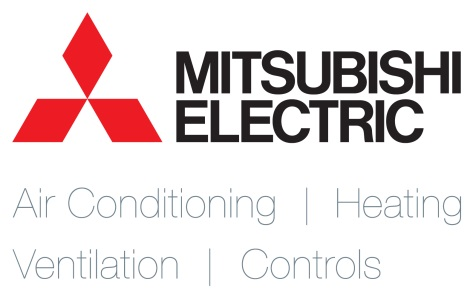 MITSUBISHI
ELECTRIC
Air Conditioning | Heating
Ventilation | Controls